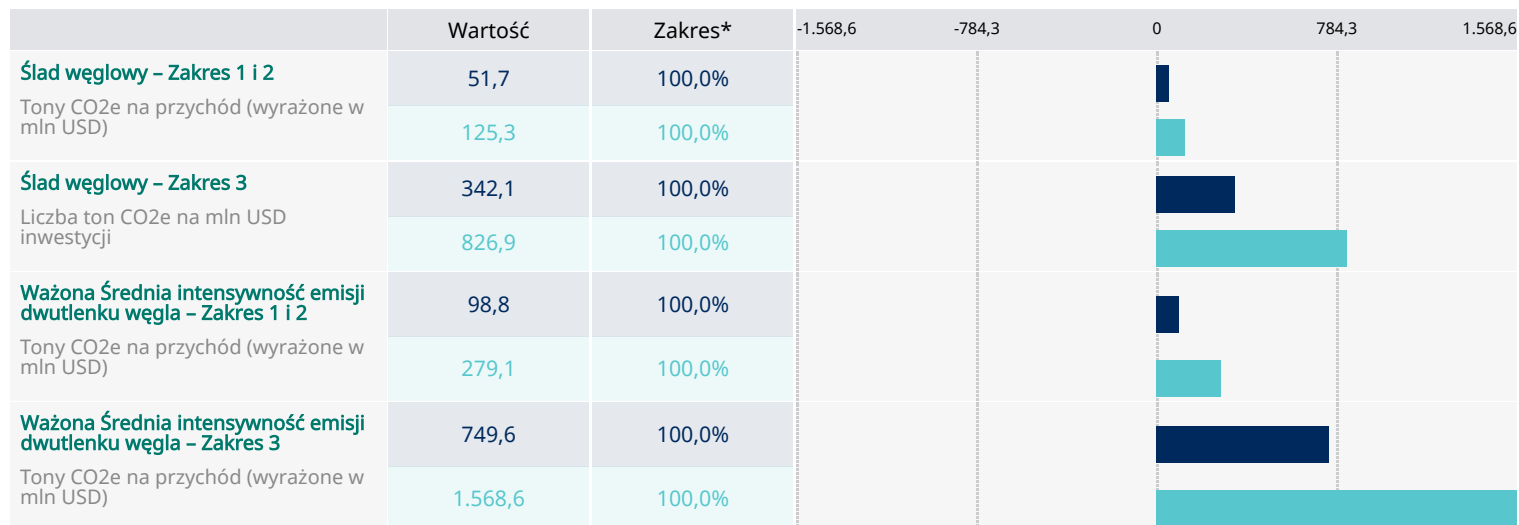 Wartość Zakres* -1.568,6 -784,3 0 784,3 1.568,6
Ślad węglowy – Zakres 1 i 2
Tony CO2e na przychód (wyrażone w
mln USD)
51,7 100,0%
125,3 100,0%
Ślad węglowy – Zakres 3
Liczba ton CO2e na mln USD
inwestycji
342,1 100,0%
826,9 100,0%
Ważona Średnia intensywność emisji
dwutlenku węgla – Zakres 1 i 2
Tony CO2e na przychód (wyrażone w
mln USD)
98,8 100,0%
279,1 100,0%
Ważona Średnia intensywność emisji
dwutlenku węgla – Zakres 3
Tony CO2e na przychód (wyrażone w
mln USD)
749,6 100,0%
1.568,6 100,0%